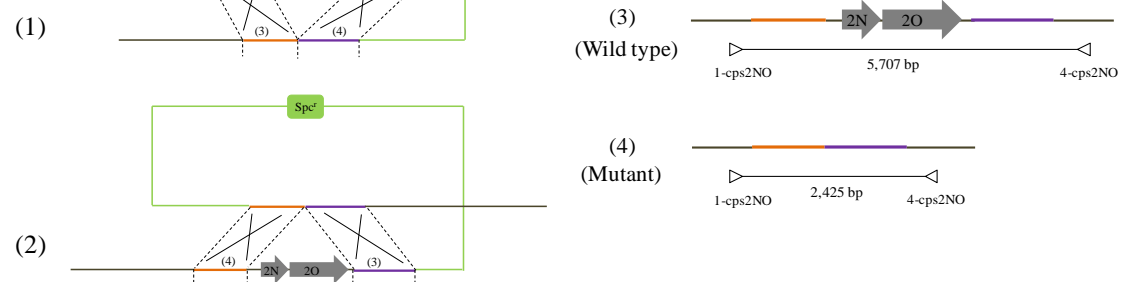 (1)
(3)
(4)
Spcʳ
(2)
(4)
2N
2O
(3)
(3)
(Wild type)
2N
2O
5,707 bp
1-cps2NO
4-cps2NO
(4)
(Mutant)
2,425 bp
1-cps2NO
4-cps2NO